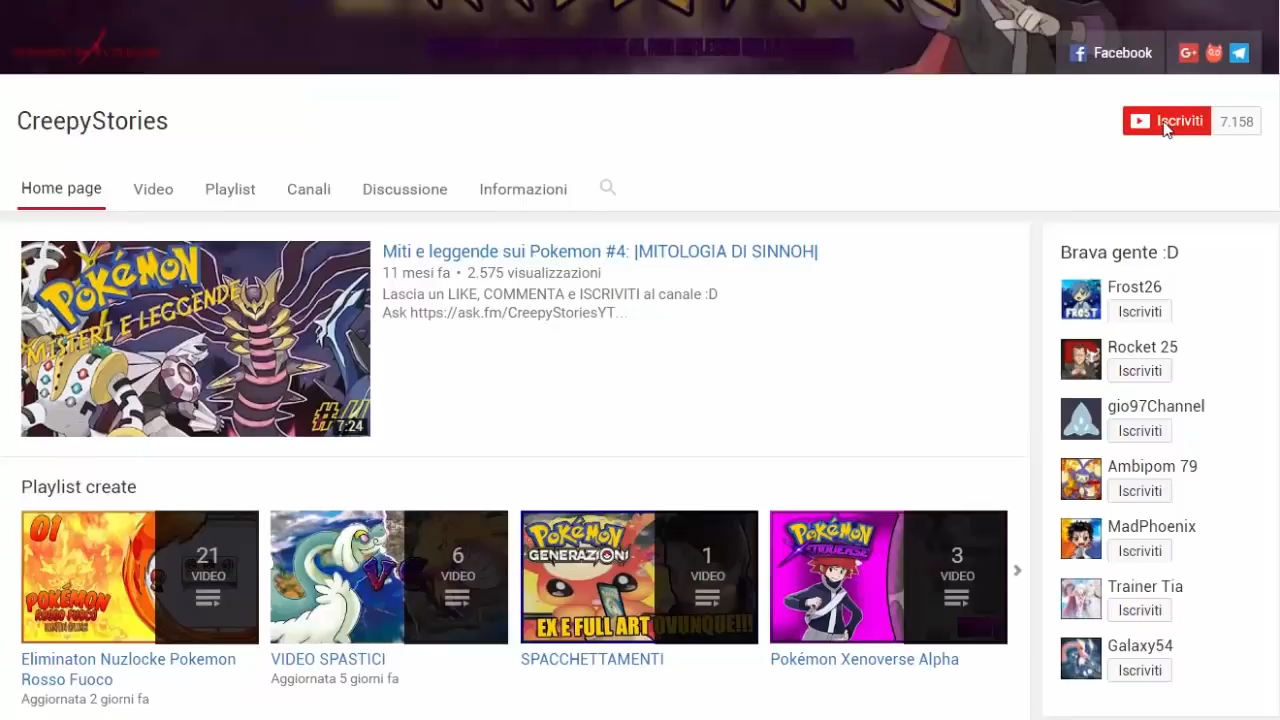 Facebook
CreepyStories
Iscriviti 7.158
Home page Video Playlist Canali Discussione Informazioni
Miti e leggende sui Pokemon #4: |MITOLOGIA DI SINNOH|
11 mesi fa • 2.575 visualizzazioni
Lascia un LIKE, COMMENTA e ISCRIVITI al canale :D
Ask https://ask.fm/CreepyStoriesYT...
POKÉMON
MISTERI E LEGGENDE
#4
7:24
Brava gente :D
Frost26
Iscriviti
FROST
Rocket 25
Iscriviti
gio97Channel
Iscriviti
Ambipom 79
Iscriviti
MadPhoenix
Iscriviti
Trainer Tia
Iscriviti
Galaxy54
Iscriviti
Playlist create
01
POKÉMON
ROSSO FUOCO
21
VIDEO
Eliminaton Nuzlocke Pokemon
Rosso Fuoco
Aggiornata 2 giorni fa
6
VIDEO
VIDEO SPASTICI
Aggiornata 5 giorni fa
POKÉMON
GENERAZIONI
EX E FULL ART OVUNQUE!!!
1
VIDEO
SPACCHETTAMENTI
POKÉMON
XENOVERSE
3
VIDEO
Pokémon Xenoverse Alpha